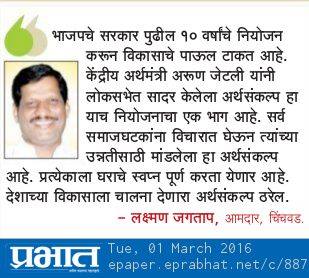 भाजपचे सरकार पुढील १० वर्षांचे नियोजन
करून विकासाचे पाऊल टाकत आहे.
केंद्रीय अर्थमंत्री अरूण जेटली यांनी
लोकसभेत सादर केलेला अर्थसंकल्प हा
याच नियोजनाचा एक भाग आहे. सर्व
समाजघटकांना विचारात घेऊन त्यांच्या
उन्नतीसाठी मांडलेला हा अर्थसंकल्प
आहे. प्रत्येकाला घराचे स्वप्न पूर्ण करता येणार आहे.
देशाच्या विकासाला चालना देणारा अर्थसंकल्प ठरेल.
– लक्ष्मण जगताप, आमदार, चिंचवड.
प्रभात
Tue, 01 March 2016
epaper.eprabhat.net/c/887